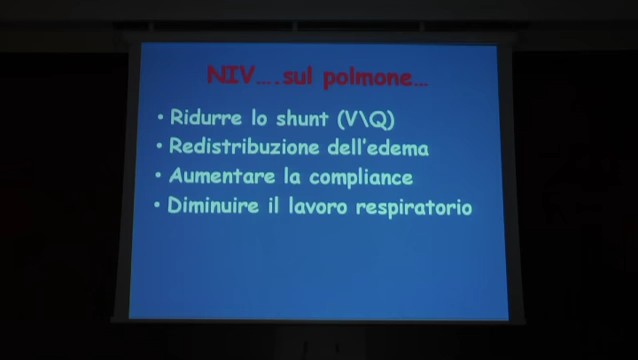 NIV....sul polmone...
• Ridurre lo shunt (V\Q)
• Redistribuzione dell'edema
• Aumentare la compliance
• Diminuire il lavoro respiratorio